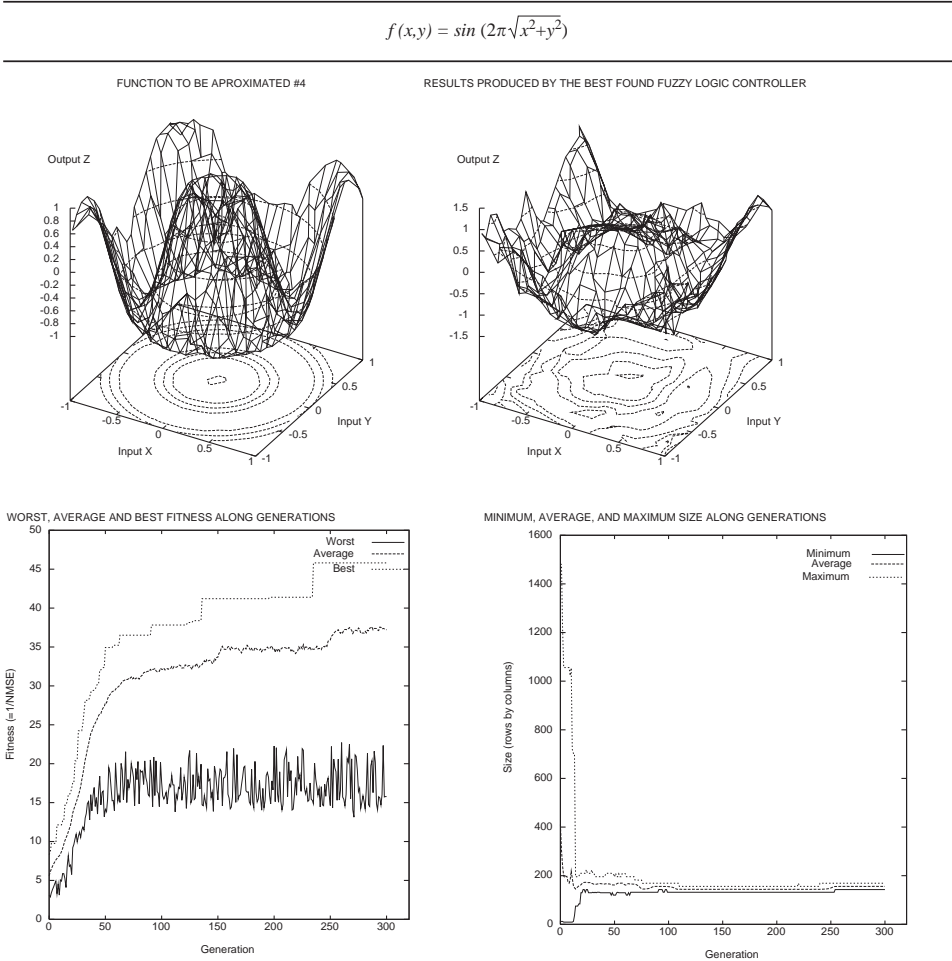 f(x,y) = sin (2π√x²+y²)
FUNCTION TO BE APROXIMATED #4
Output Z
1
0.8
0.6
0.4
0.2
0
-0.2
-0.4
-0.6
-0.8
-1
-1
-0.5
0
0.5
1
Input X
-1
-0.5
0
0.5
1
Input Y
RESULTS PRODUCED BY THE BEST FOUND FUZZY LOGIC CONTROLLER
Output Z
1.5
1
0.5
0
-0.5
-1
-1.5
-1
-0.5
0
0.5
1
Input X
-1
-0.5
0
0.5
1
Input Y
WORST, AVERAGE AND BEST FITNESS ALONG GENERATIONS
Worst
Average
Best
Fitness (=1/NMSE)
50
45
40
35
30
25
20
15
10
5
0
0 50 100 150 200 250 300
Generation
MINIMUM, AVERAGE, AND MAXIMUM SIZE ALONG GENERATIONS
Minimum
Average
Maximum
Size (rows by columns)
1600
1400
1200
1000
800
600
400
200
0
0 50 100 150 200 250 300
Generation